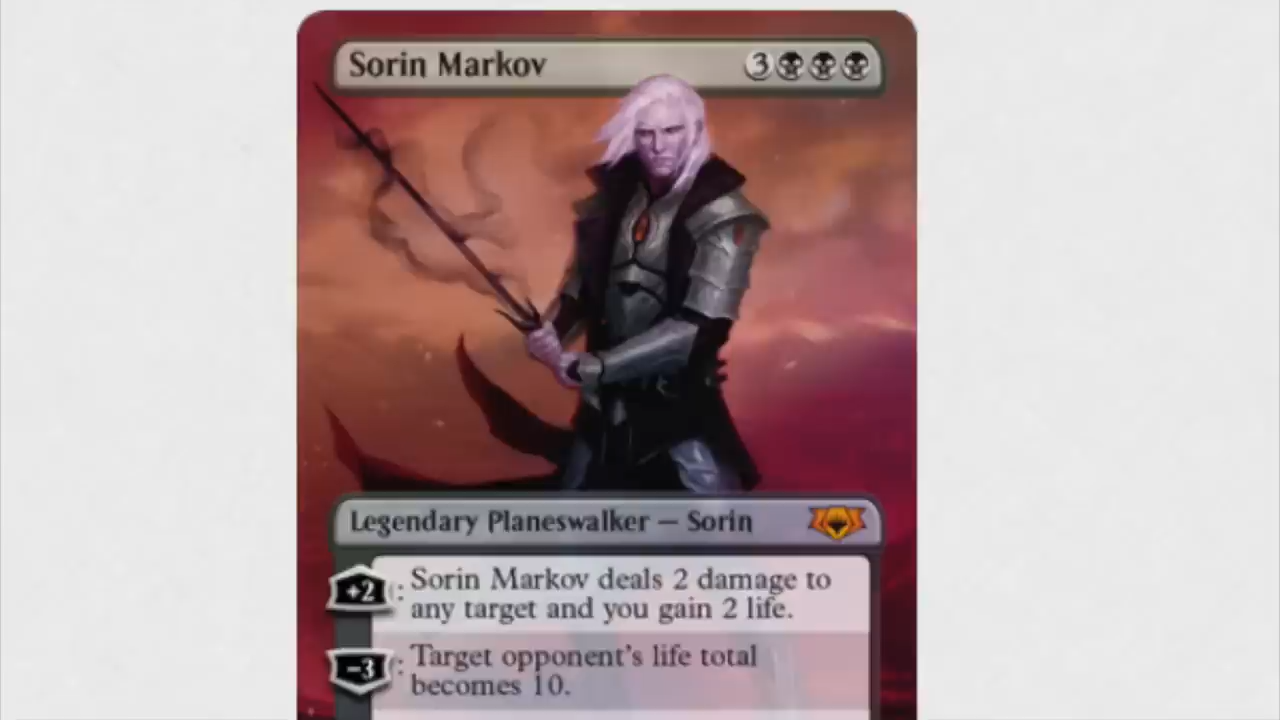 Sorin Markov 3
Legendary Planeswalker — Sorin
+2: Sorin Markov deals 2 damage to
any target and you gain 2 life.
−3: Target opponent's life total
becomes 10.